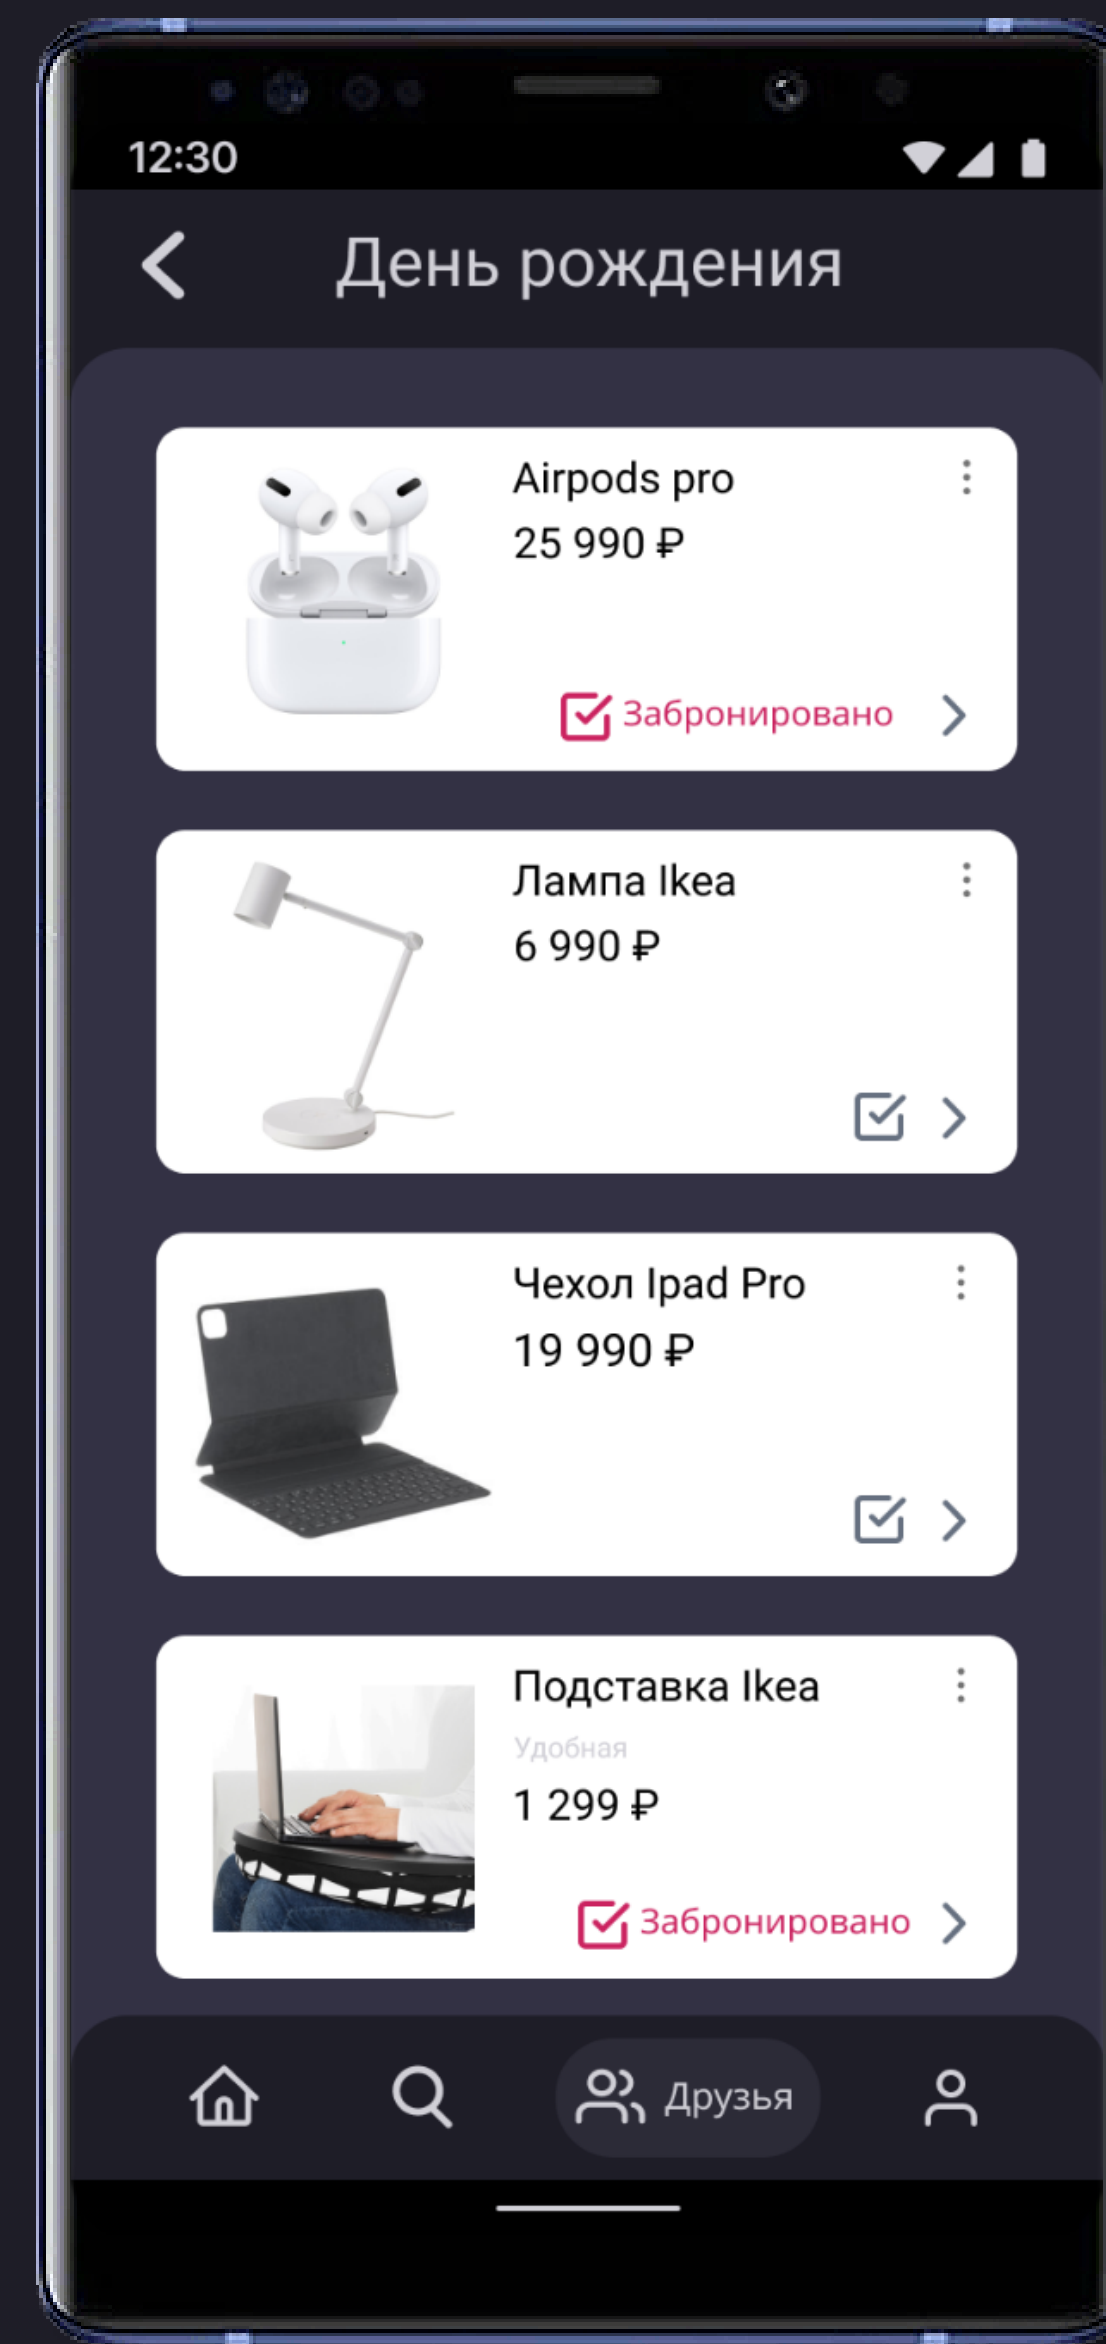 12:30
День рождения
Airpods pro
25 990 ₽
Забронировано
Лампа Ikea
6 990 ₽
Чехол Ipad Pro
19 990 ₽
Подставка Ikea
Удобная
1 299 ₽
Забронировано
Друзья